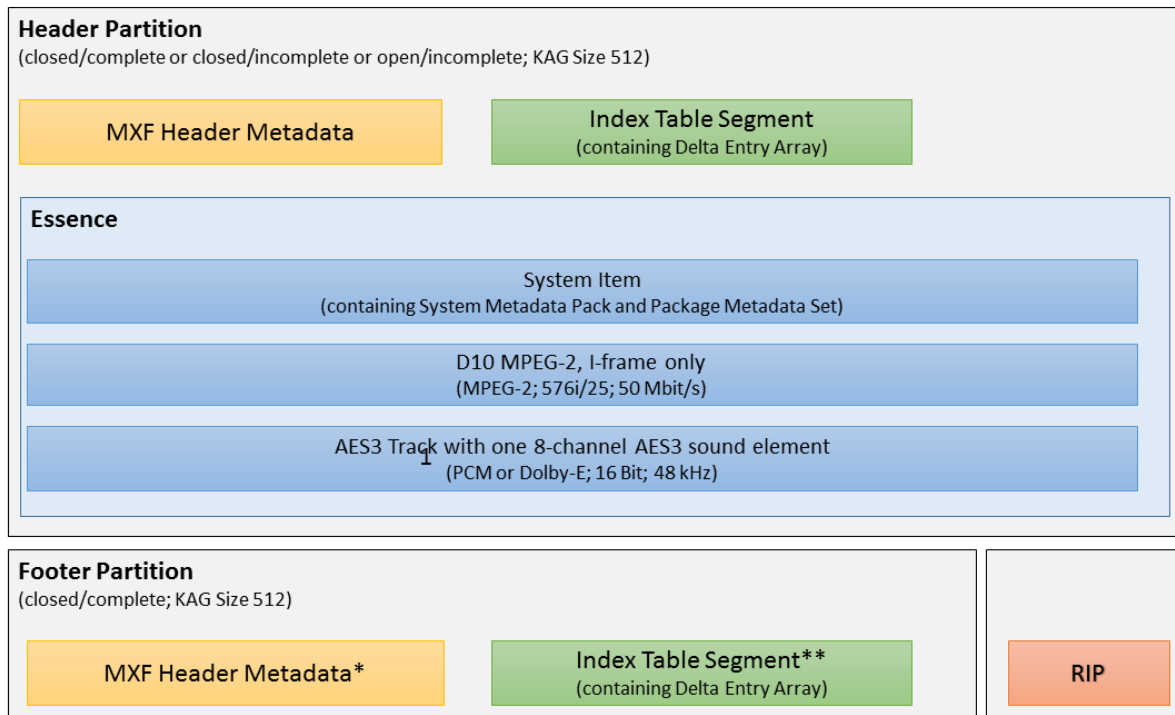 Header Partition
(closed/complete or closed/incomplete or open/incomplete; KAG Size 512)
MXF Header Metadata
Index Table Segment
(containing Delta Entry Array)
Essence
System Item
(containing System Metadata Pack and Package Metadata Set)
D10 MPEG-2, I-frame only
(MPEG-2; 576i/25; 50 Mbit/s)
AES3 Track with one 8-channel AES3 sound element
1
(PCM or Dolby-E; 16 Bit; 48 kHz)
Footer Partition
(closed/complete; KAG Size 512)
MXF Header Metadata*
Index Table Segment**
(containing Delta Entry Array)
RIP